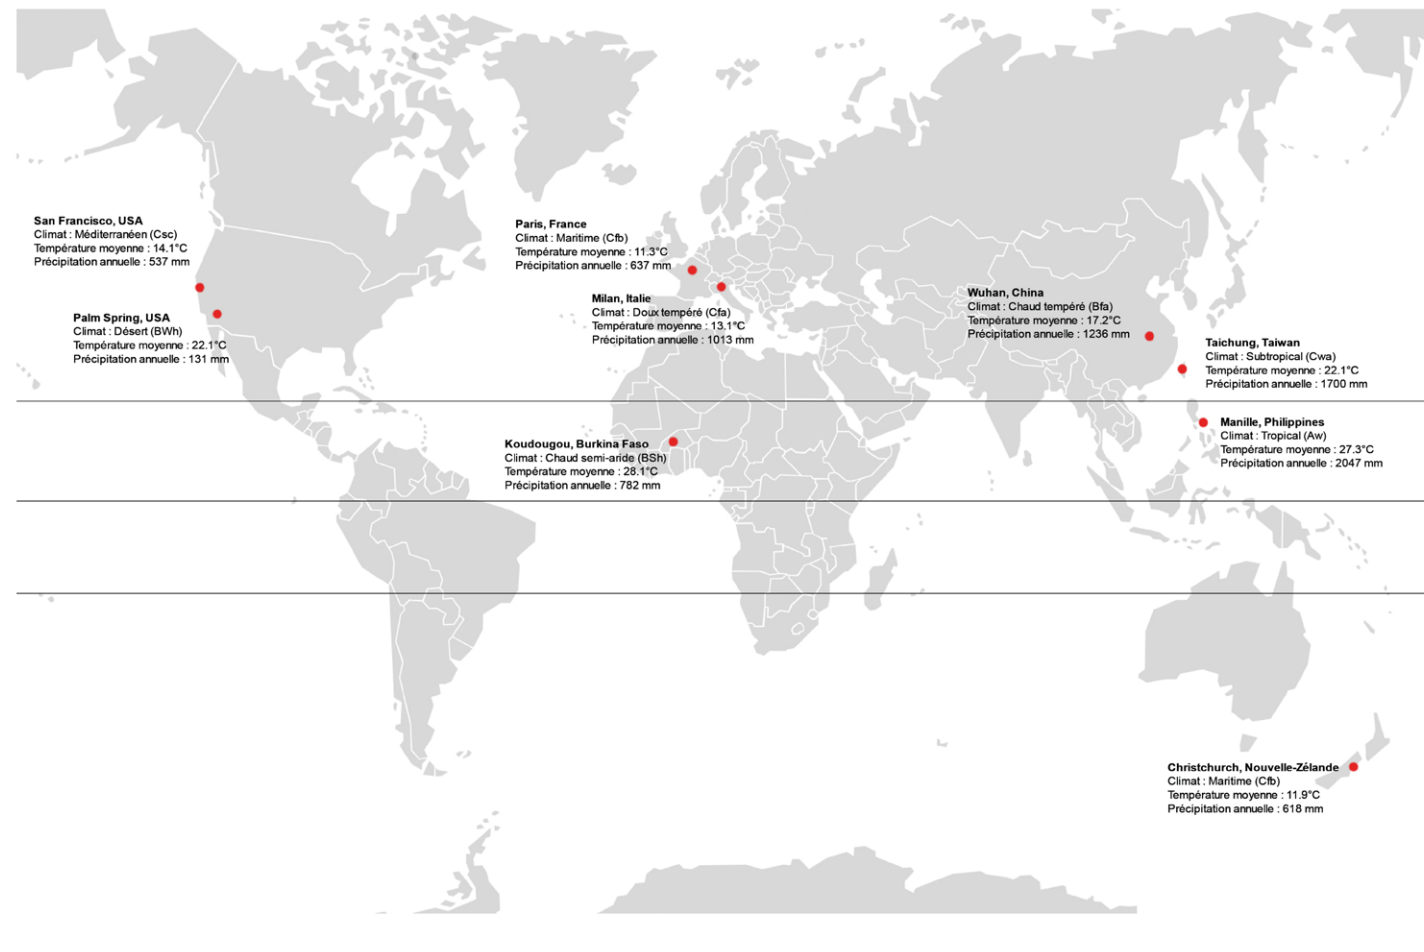 San Francisco, USA
Climat : Méditerranéen (Csc)
Température moyenne : 14.1°C
Précipitation annuelle : 537 mm
Palm Spring, USA
Climat : Désert (BWh)
Température moyenne : 22.1°C
Précipitation annuelle : 131 mm
Paris, France
Climat : Maritime (Cfb)
Température moyenne : 11.3°C
Précipitation annuelle : 637 mm
Milan, Italie
Climat : Doux tempéré (Cfa)
Température moyenne : 13.1°C
Précipitation annuelle : 1013 mm
Wuhan, China
Climat : Chaud tempéré (Bfa)
Température moyenne : 17.2°C
Précipitation annuelle : 1236 mm
Taichung, Taiwan
Climat : Subtropical (Cwa)
Température moyenne : 22.1°C
Précipitation annuelle : 1700 mm
Koudougou, Burkina Faso
Climat : Chaud semi-aride (BSh)
Température moyenne : 28.1°C
Précipitation annuelle : 782 mm
Manille, Philippines
Climat : Tropical (Aw)
Température moyenne : 27.3°C
Précipitation annuelle : 2047 mm
Christchurch, Nouvelle-Zélande
Climat : Maritime (Cfb)
Température moyenne : 11.9°C
Précipitation annuelle : 618 mm